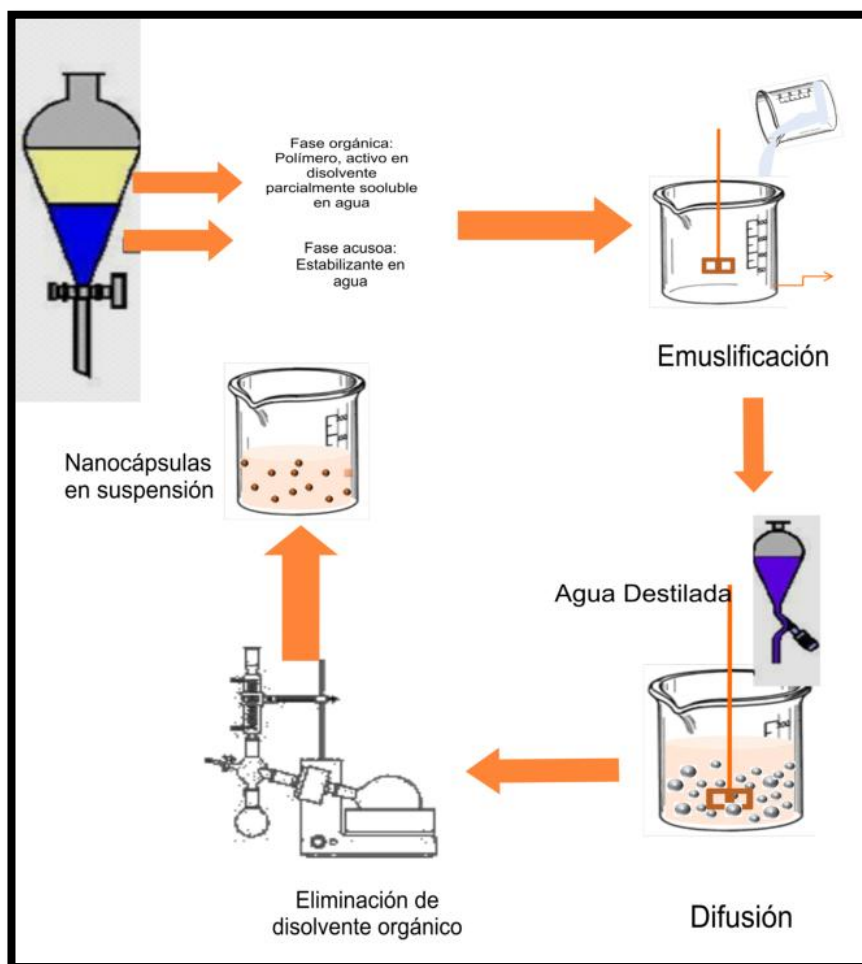 Fase orgánica:
Polímero, activo en
disolvente
parcialmente sooluble
en agua
Fase acusoa:
Estabilizante en
agua
Emuslificación
Nanocápsulas
en suspensión
Agua Destilada
Eliminación de
disolvente orgánico
Difusión